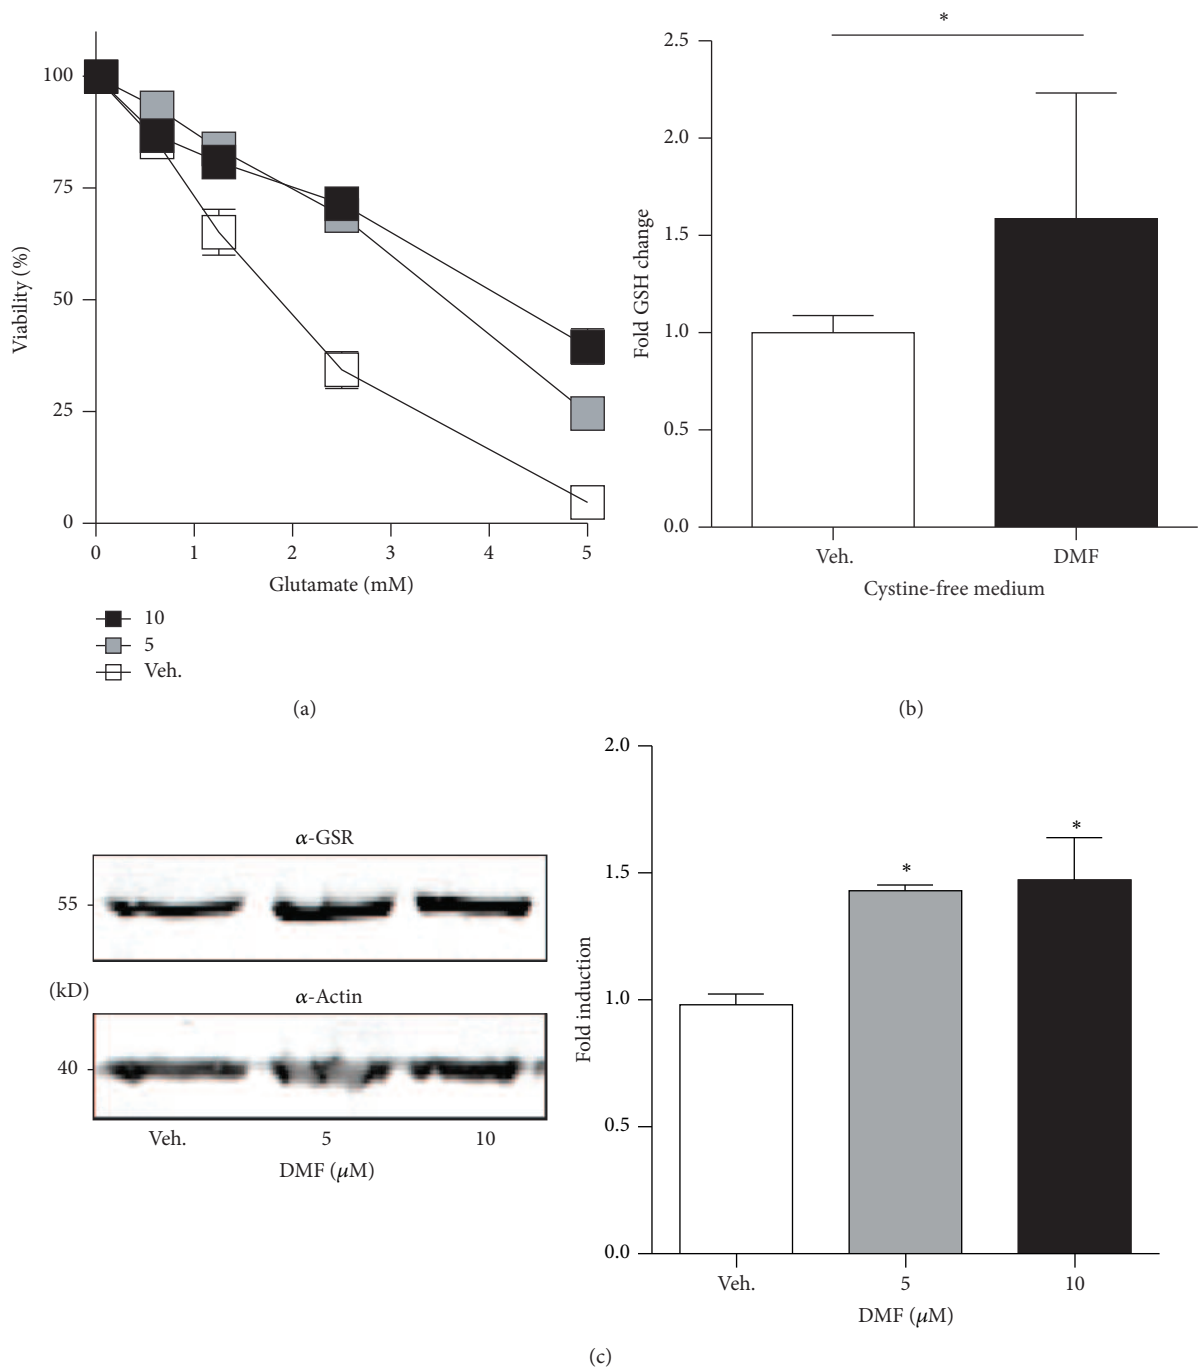 100
75
50
25
0
Viability (%)
0 1 2 3 4 5
Glutamate (mM)
10
5
Veh.
(a)
*
2.5
2.0
1.5
1.0
0.5
0.0
Fold GSH change
Veh. DMF
Cystine-free medium
(b)
α-GSR
55
(kD)
α-Actin
40
Veh. 5 10
DMF (μM)
2.0
1.5
1.0
0.5
0.0
Fold induction
*
*
Veh. 5 10
DMF (μM)
(c)